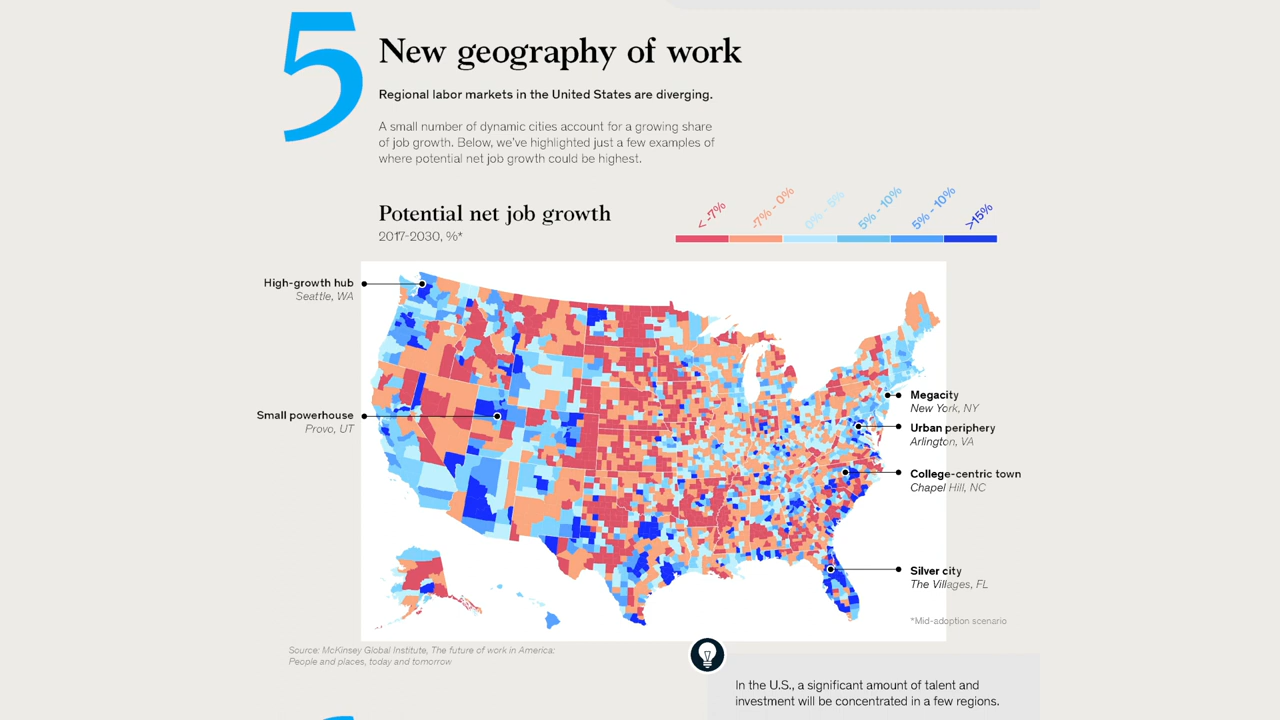 5
New geography of work
Regional labor markets in the United States are diverging.
A small number of dynamic cities account for a growing share
of job growth. Below, we've highlighted just a few examples of
where potential net job growth could be highest.
Potential net job growth
2017-2030, %*
< -7%
-7% - 0%
0% - 5%
5% - 10%
5% - 10%
>15%
High-growth hub
Seattle, WA
Small powerhouse
Provo, UT
Megacity
New York, NY
Urban periphery
Arlington, VA
College-centric town
Chapel Hill, NC
Silver city
The Villages, FL
*Mid-adoption scenario
Source: McKinsey Global Institute, The future of work in America:
People and places, today and tomorrow
In the U.S., a significant amount of talent and
investment will be concentrated in a few regions.